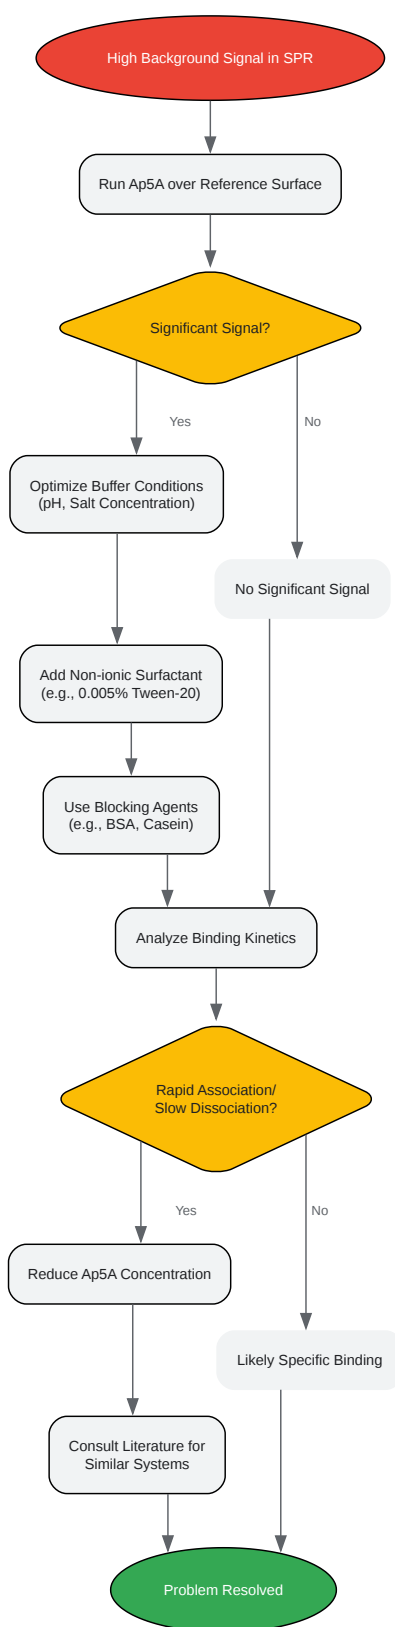 High Background Signal in SPR
Run Ap5A over Reference Surface
Significant Signal?
Yes
No
Optimize Buffer Conditions
(pH, Salt Concentration)
No Significant Signal
Add Non-ionic Surfactant
(e.g., 0.005% Tween-20)
Use Blocking Agents
(e.g., BSA, Casein)
Analyze Binding Kinetics
Rapid Association/
Slow Dissociation?
Yes
No
Reduce Ap5A Concentration
Likely Specific Binding
Consult Literature for
Similar Systems
Problem Resolved